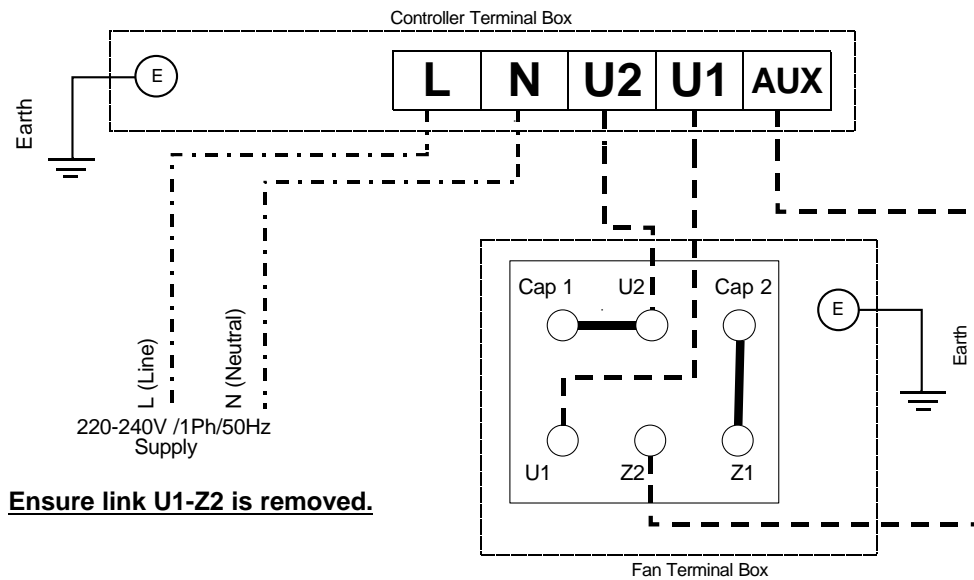 Controller Terminal Box
E
L N U2 U1 AUX
Earth
L (Line)
N (Neutral)
220-240V /1Ph/50Hz
Supply
Cap 1 U2 Cap 2
E
Earth
U1 Z2 Z1
Ensure link U1-Z2 is removed.
Fan Terminal Box